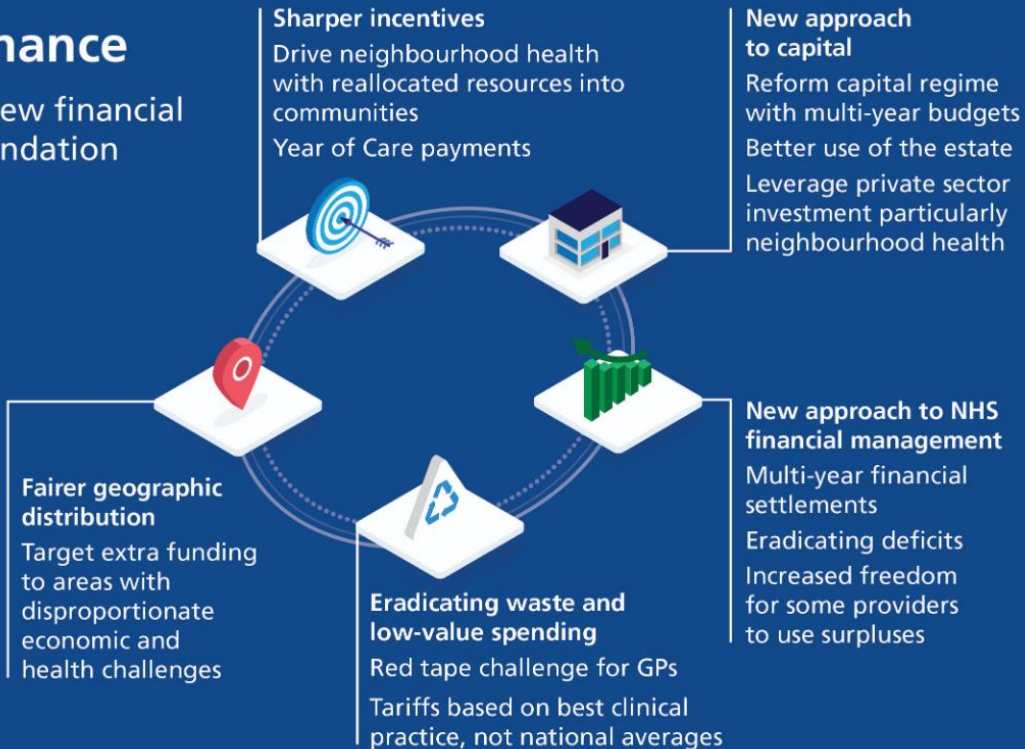 nance
ew financial
ndation
Sharper incentives
Drive neighbourhood health
with reallocated resources into
communities
Year of Care payments
New approach
to capital
Reform capital regime
with multi-year budgets
Better use of the estate
Leverage private sector
investment particularly
neighbourhood health
New approach to NHS
financial management
Multi-year financial
settlements
Eradicating deficits
Increased freedom
for some providers
to use surpluses
Eradicating waste and
low-value spending
Red tape challenge for GPs
Tariffs based on best clinical
practice, not national averages
Fairer geographic
distribution
Target extra funding
to areas with
disproportionate
economic and
health challenges